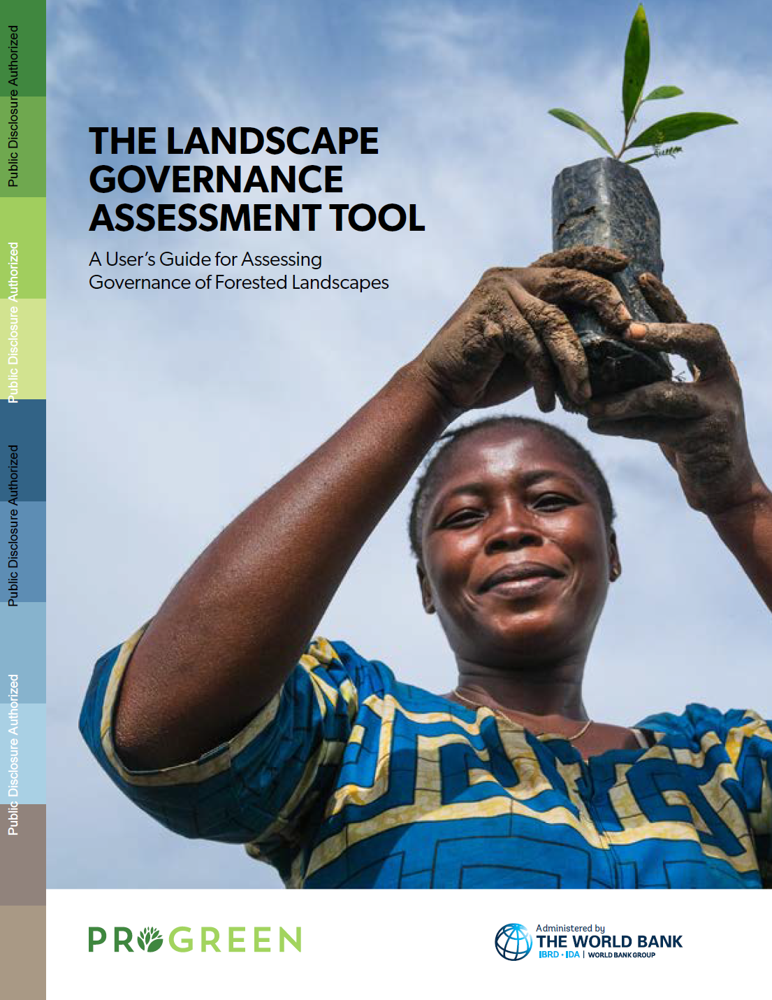 Public Disclosure Authorized
Public Disclosure Authorized
Public Disclosure Authorized
Public Disclosure Authorized
THE LANDSCAPE
GOVERNANCE
ASSESSMENT TOOL
A User's Guide for Assessing
Governance of Forested Landscapes
PROGREEN
Administered by
THE WORLD BANK
IBRD • IDA | WORLD BANK GROUP